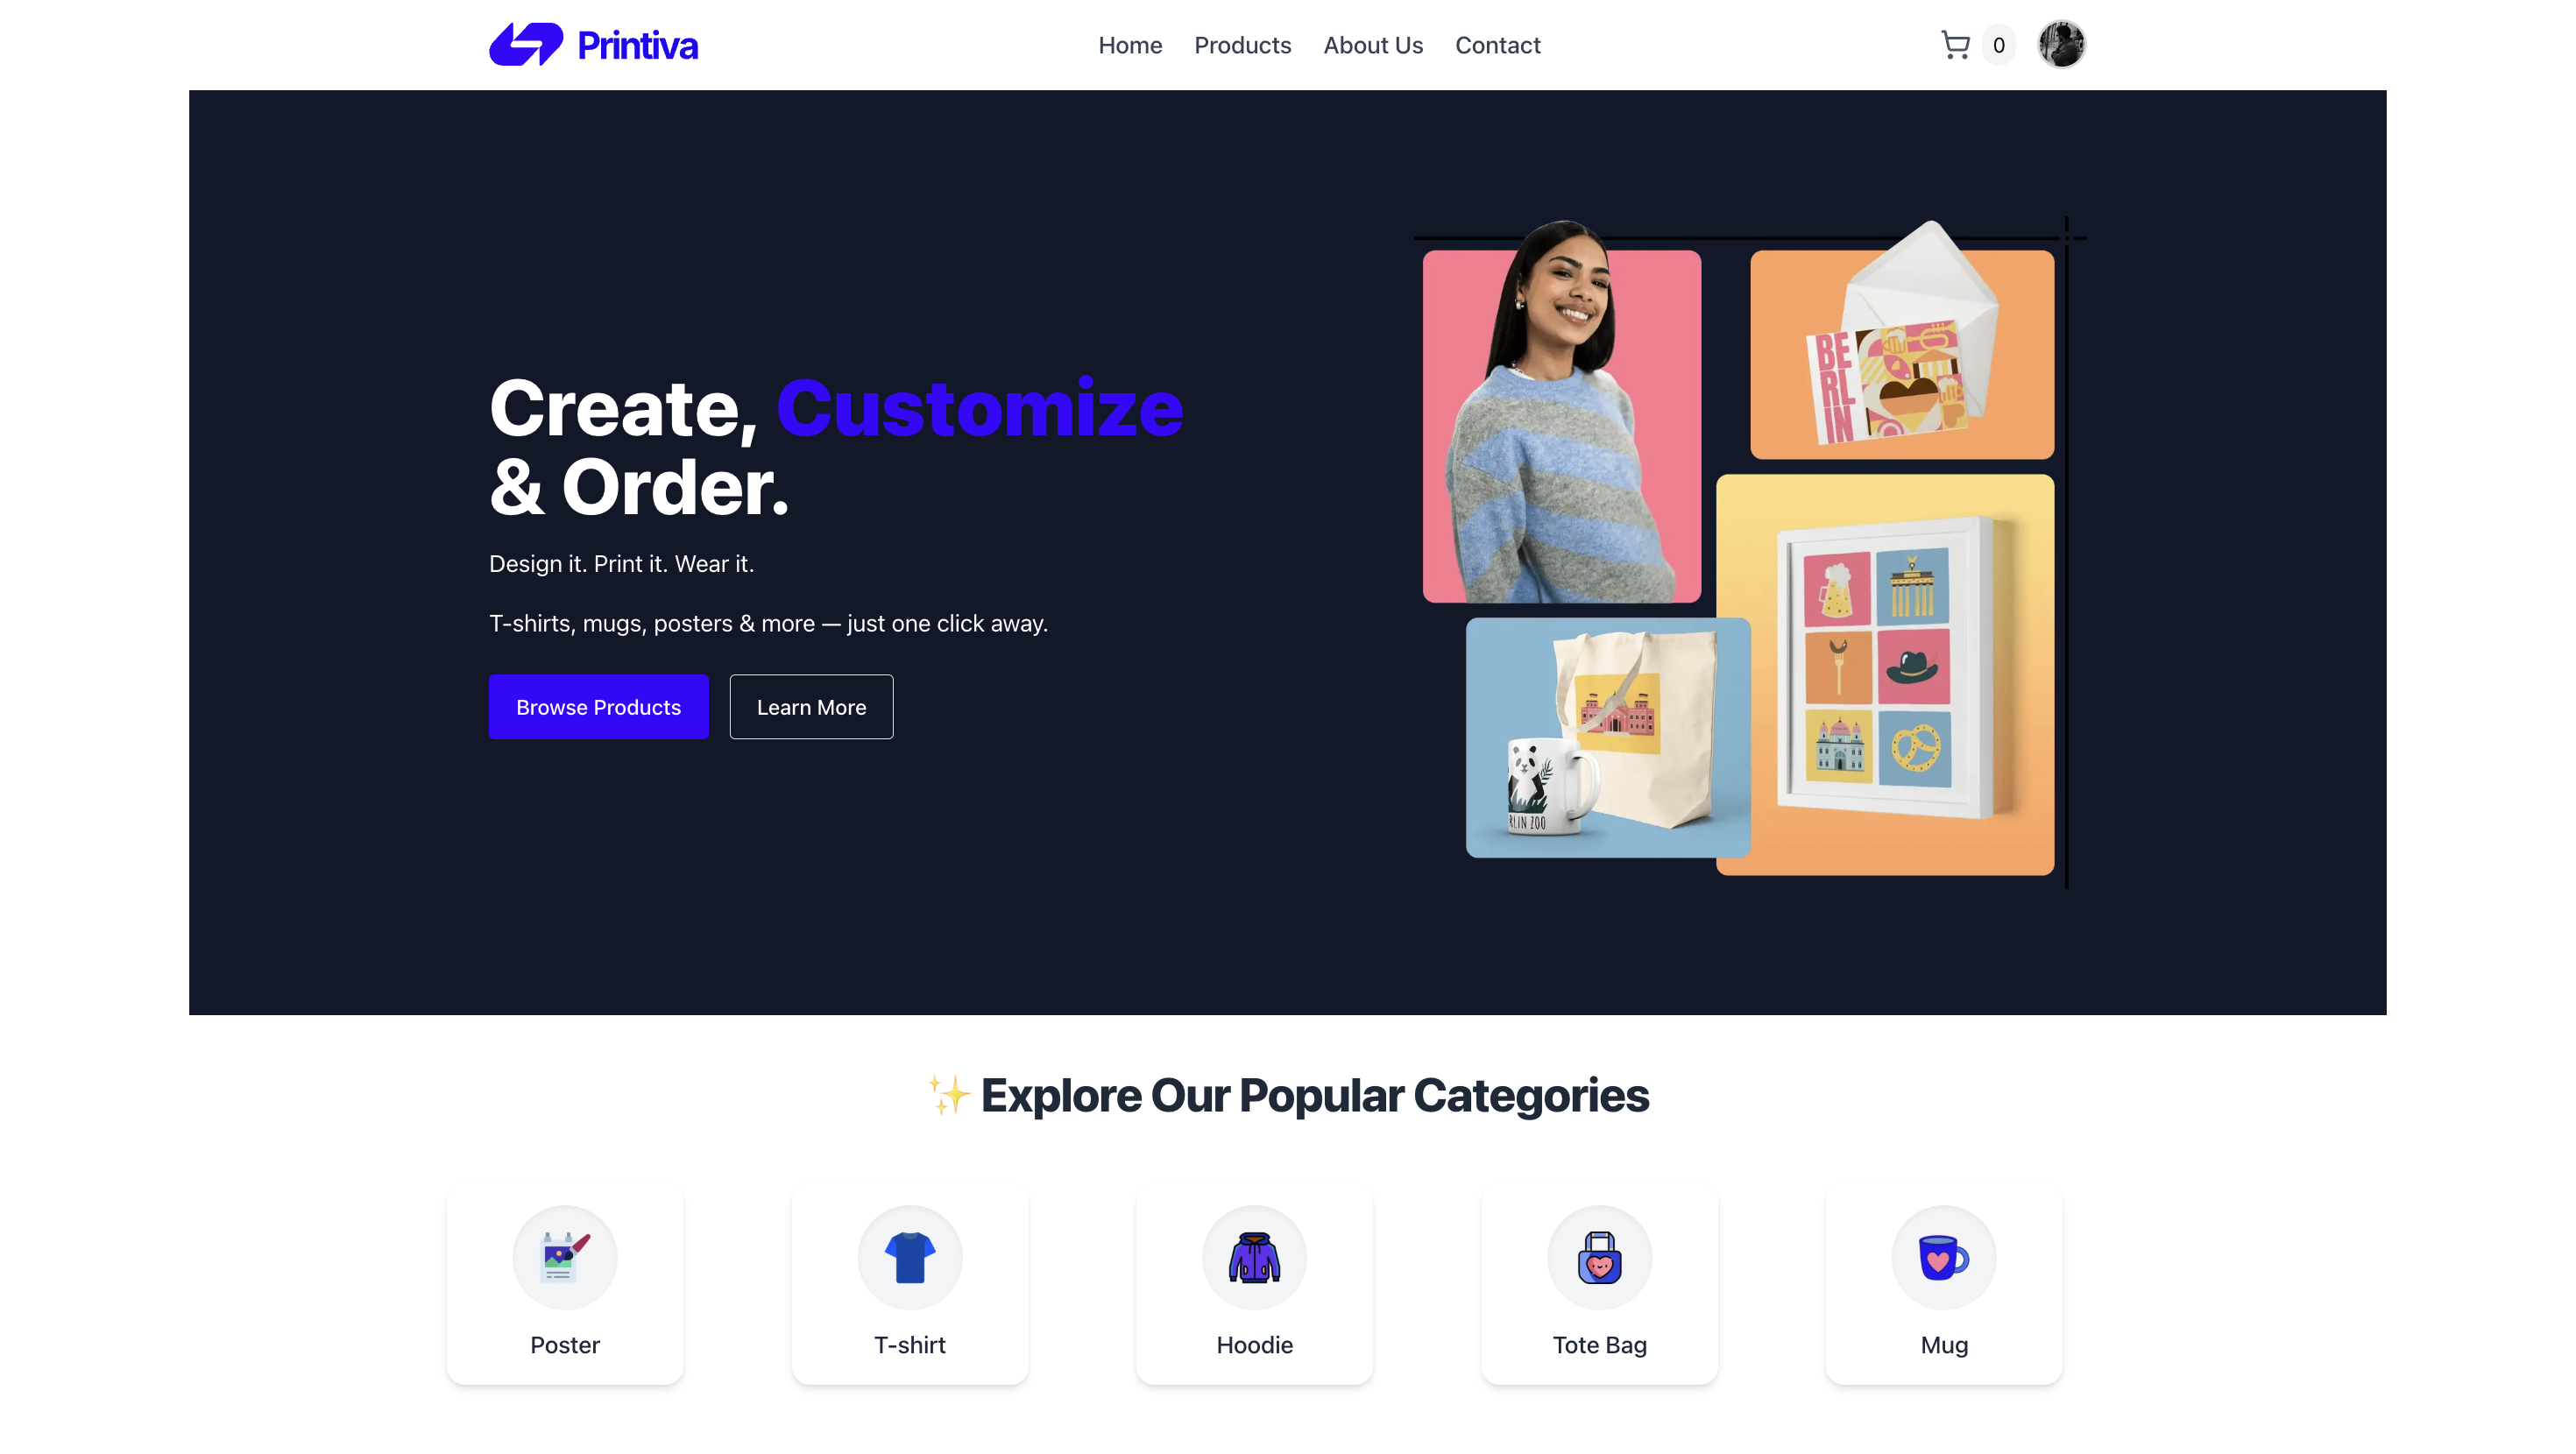 Printiva
Home
Products
About Us
Contact
0
Create, Customize
& Order.
Design it. Print it. Wear it.
T-shirts, mugs, posters & more — just one click away.
Browse Products
Learn More
BE
RL
IN
RLIN ZOO
✨ Explore Our Popular Categories
Poster
T-shirt
Hoodie
Tote Bag
Mug